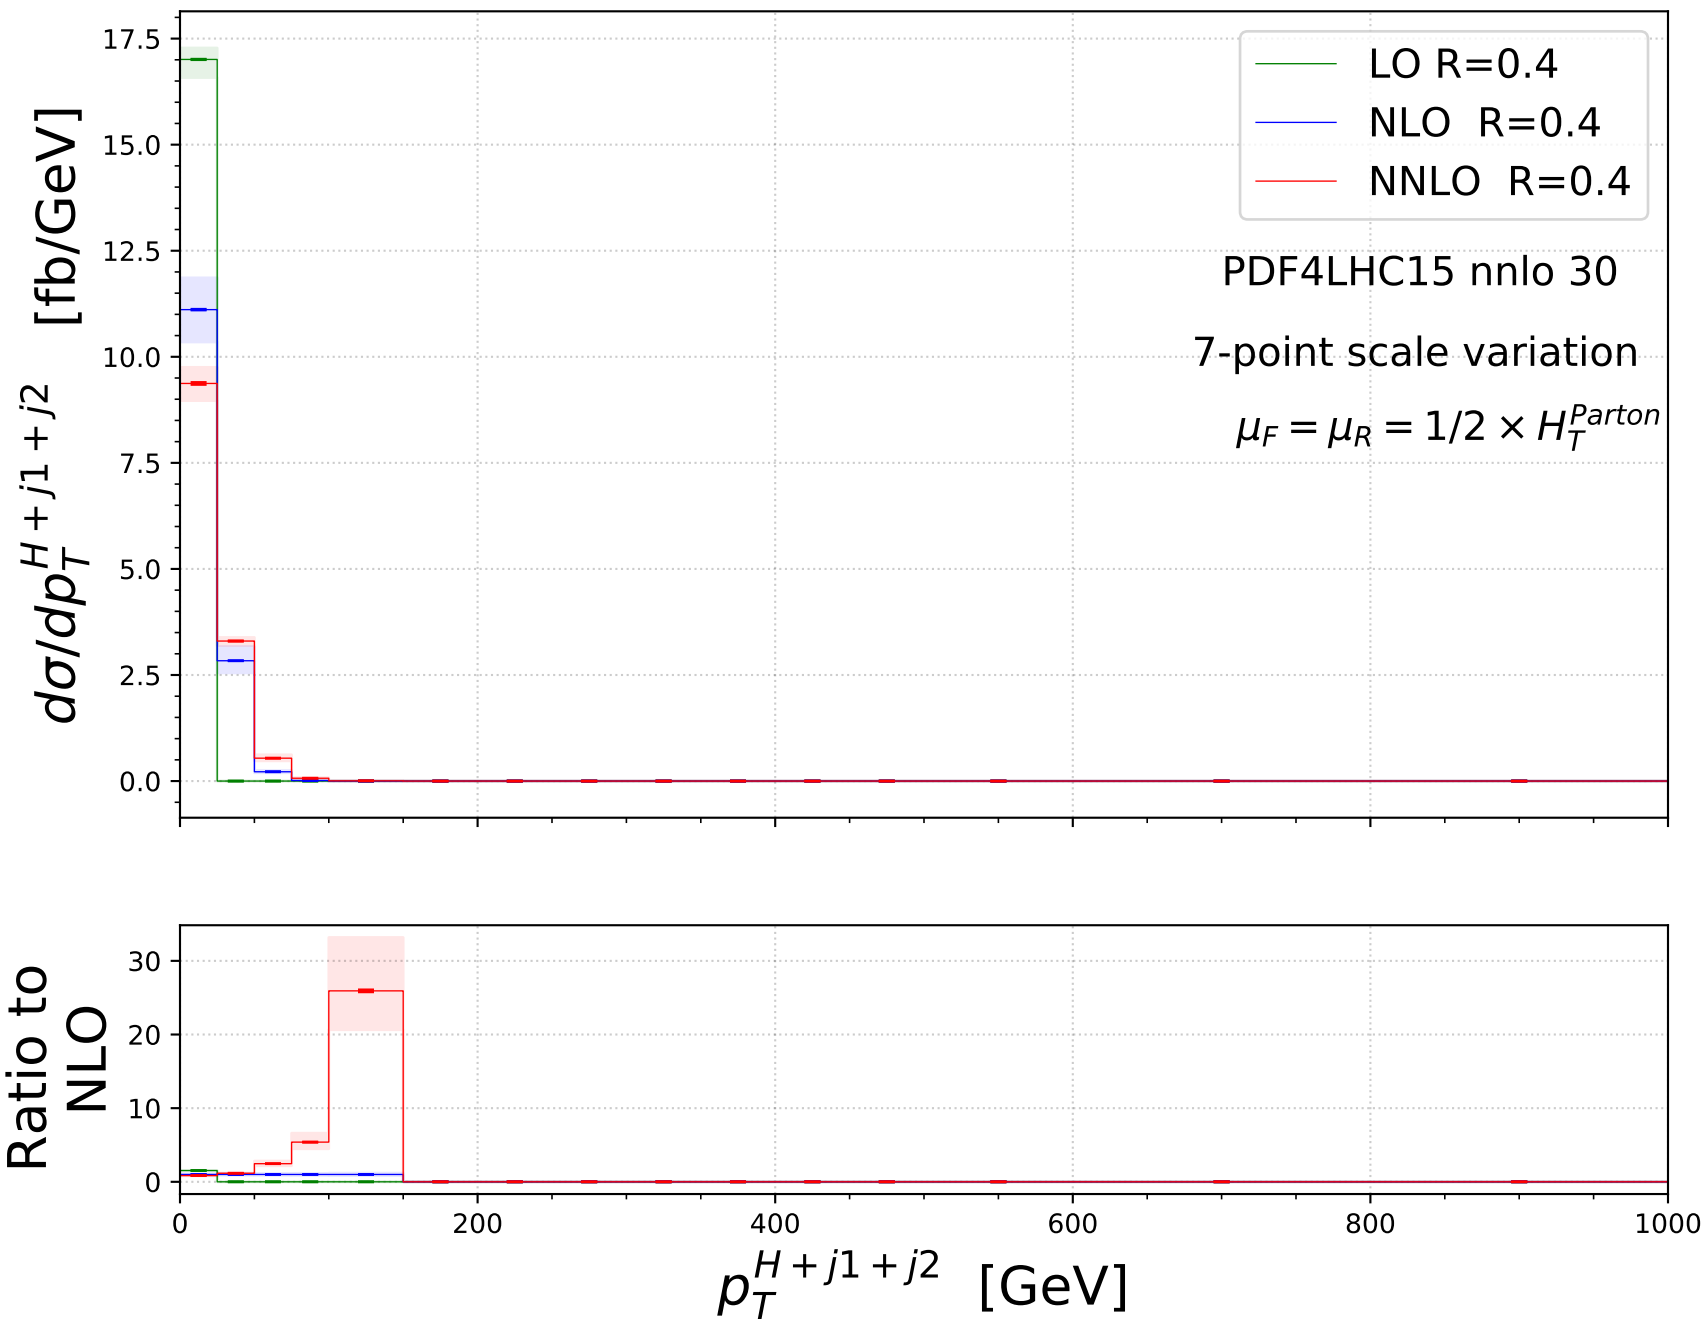 17.5
15.0
12.5
10.0
7.5
5.0
2.5
0.0
dσ/dp_T^{H+j1+j2} [fb/GeV]
LO R=0.4
NLO R=0.4
NNLO R=0.4
PDF4LHC15 nnlo 30
7-point scale variation
μ_F = μ_R = 1/2 × H_T^{Parton}
30
20
10
0
Ratio to
NLO
0 200 400 600 800 1000
p_T^{H+j1+j2} [GeV]